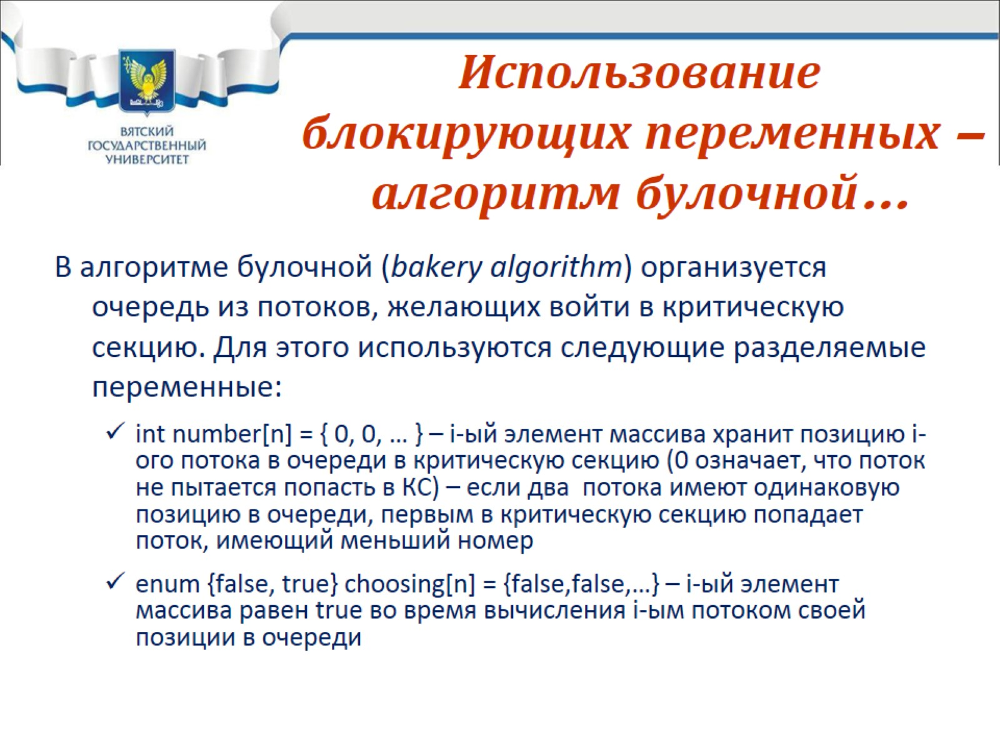 Использование
блокирующих переменных –
алгоритм булочной…
ВЯТСКИЙ
ГОСУДАРСТВЕННЫЙ
УНИВЕРСИТЕТ
В алгоритме булочной (bakery algorithm) организуется
очередь из потоков, желающих войти в критическую
секцию. Для этого используются следующие разделяемые
переменные:
✓ int number[n] = { 0, 0, … } – i-ый элемент массива хранит позицию i-
ого потока в очереди в критическую секцию (0 означает, что поток
не пытается попасть в КС) – если два  потока имеют одинаковую
позицию в очереди, первым в критическую секцию попадает
поток, имеющий меньший номер
✓ enum {false, true} choosing[n] = {false,false,…} – i-ый элемент
массива равен true во время вычисления i-ым потоком своей
позиции в очереди